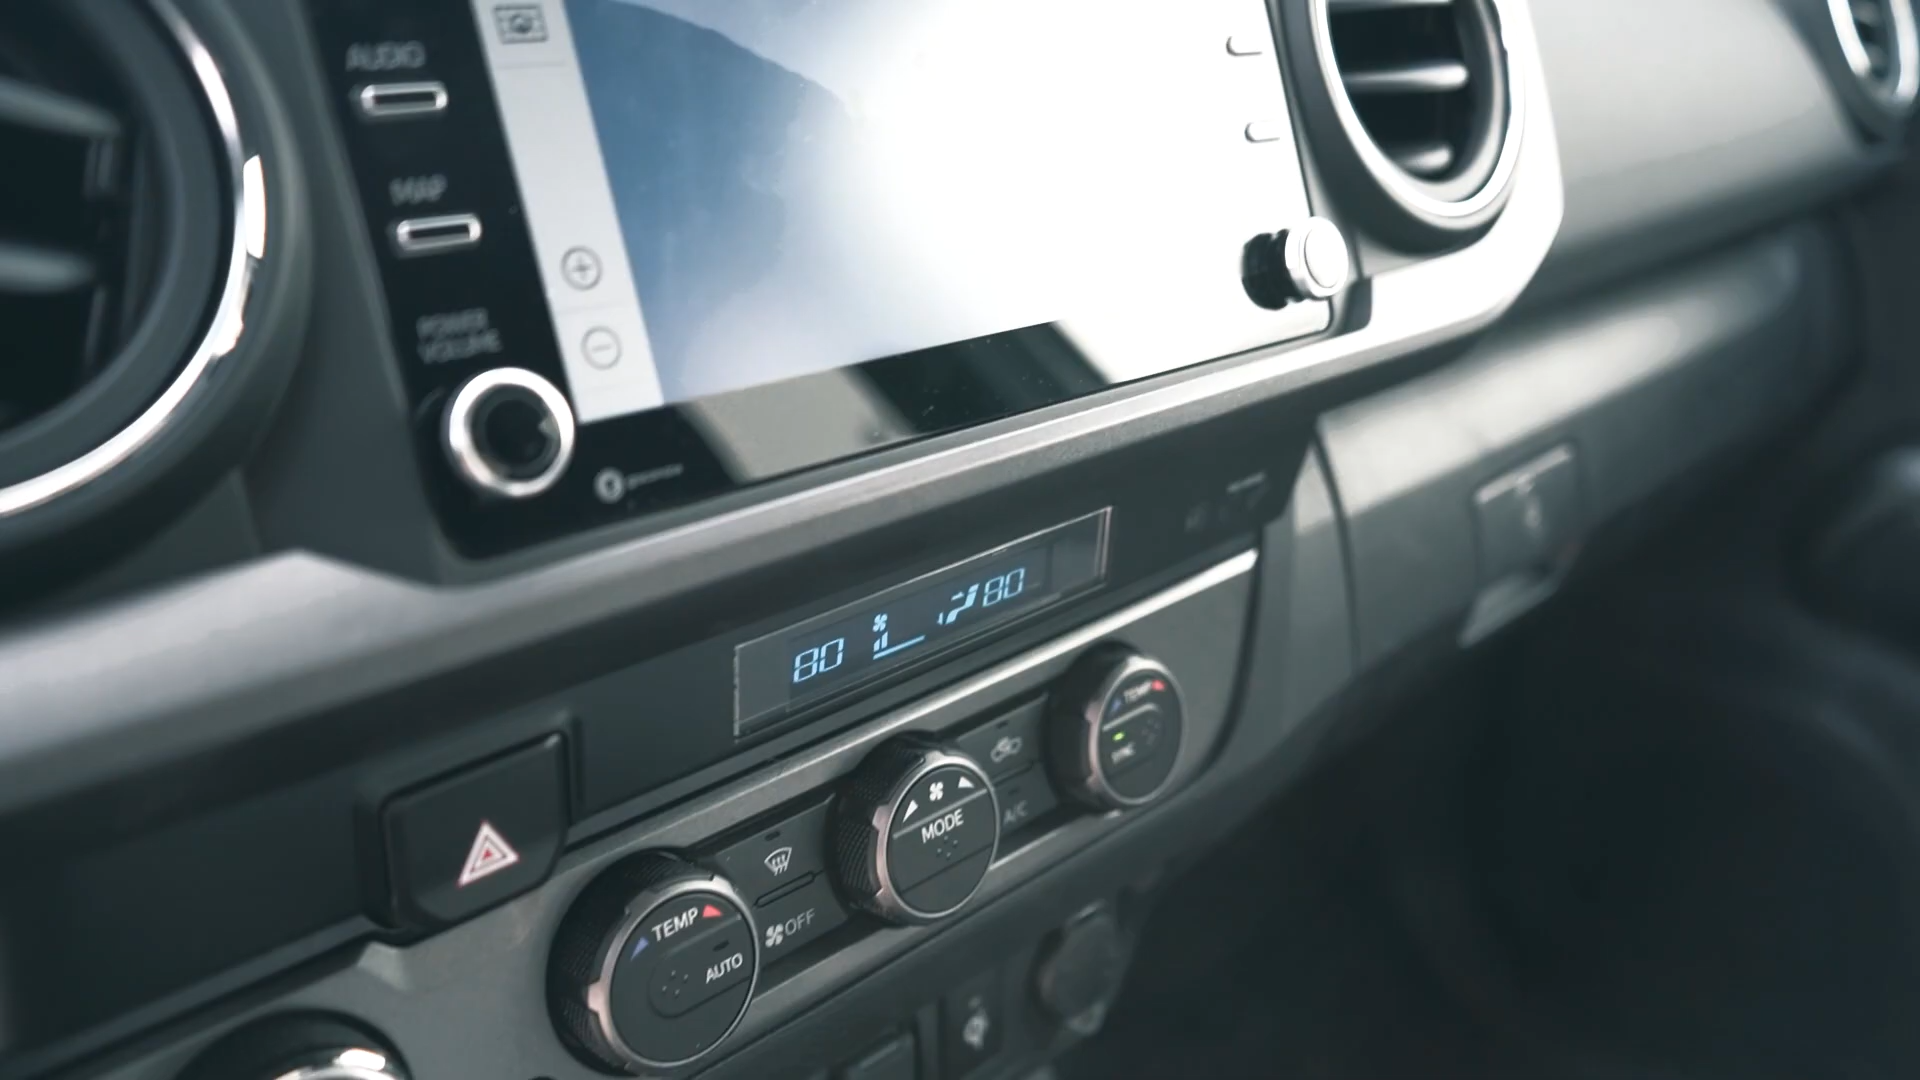 AUDIO
MAP
POWER
VOLUME
80
80
TEMP
SYNC
MODE
A/C
OFF
TEMP
AUTO